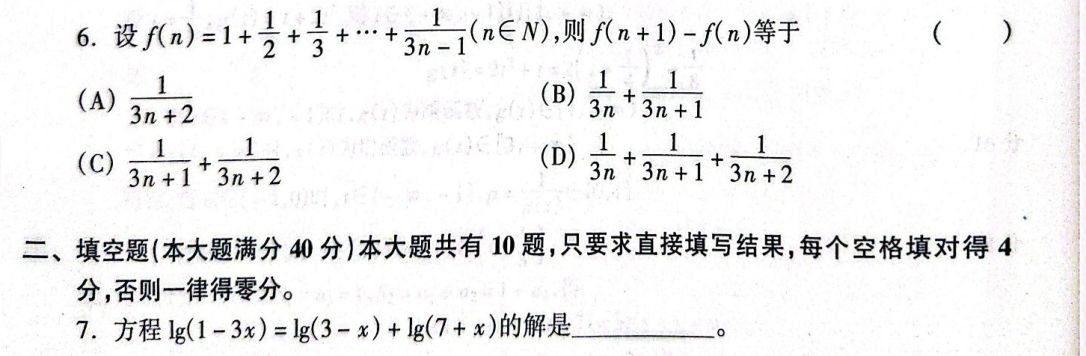 6. 设 f(n)=1+1/2+1/3+⋯+1/(3n-1)(n∈N),则 f(n+1)-f(n)等于 (  )
(A) 1/(3n+2) (B) 1/(3n)+1/(3n+1)
(C) 1/(3n+1)+1/(3n+2) (D) 1/(3n)+1/(3n+1)+1/(3n+2)
二、填空题(本大题满分 40 分)本大题共有 10 题,只要求直接填写结果,每个空格填对得 4
分,否则一律得零分。
7. 方程 lg(1-3x)=lg(3-x)+lg(7+x)的解是________。